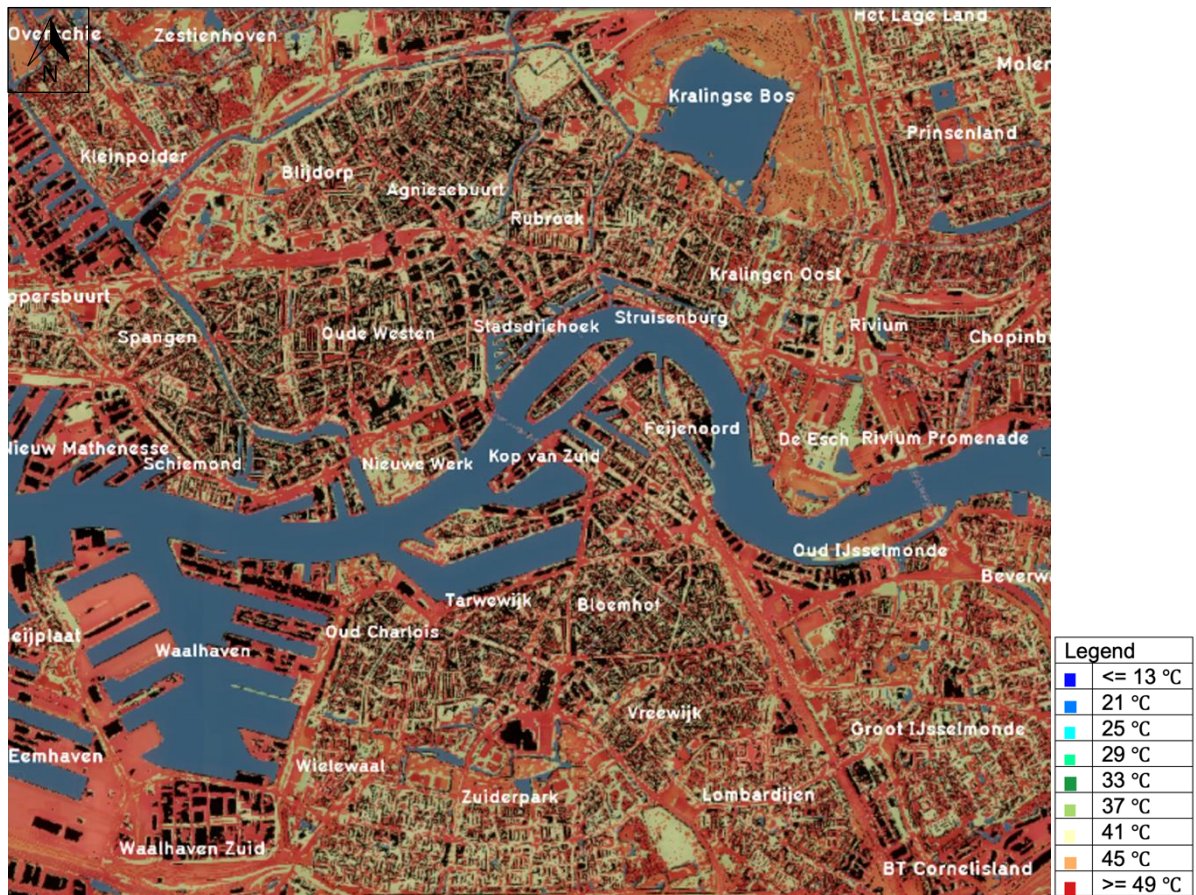 Het Lage Land
Overschie
Zestienhoven
N
Moler
Kralingse Bos
Prinsenland
Kleinpolder
Blijdorp
Agniesebuurt
Rubroek
Kralingen Oost
ppersbuurt
Struisenburg
Stadsdriehoek
Rivium
Spangen
Oude Westen
Chopinb
Feijenoord
De Esch
Rivium Promenade
Nieuw Mathenesse
Schiemond
Nieuwe Werk
Kop van Zuid
Oud IJsselmonde
Beverwa
Tarwewijk
Bloemhof
eijplaat
Oud Charlois
Waalhaven
Vreewijk
Groot IJsselmonde
Eemhaven
Wielewaal
Zuiderpark
Lombardijen
Waalhaven Zuid
BT Cornelisland
Legend
<= 13 °C
21 °C
25 °C
29 °C
33 °C
37 °C
41 °C
45 °C
>= 49 °C